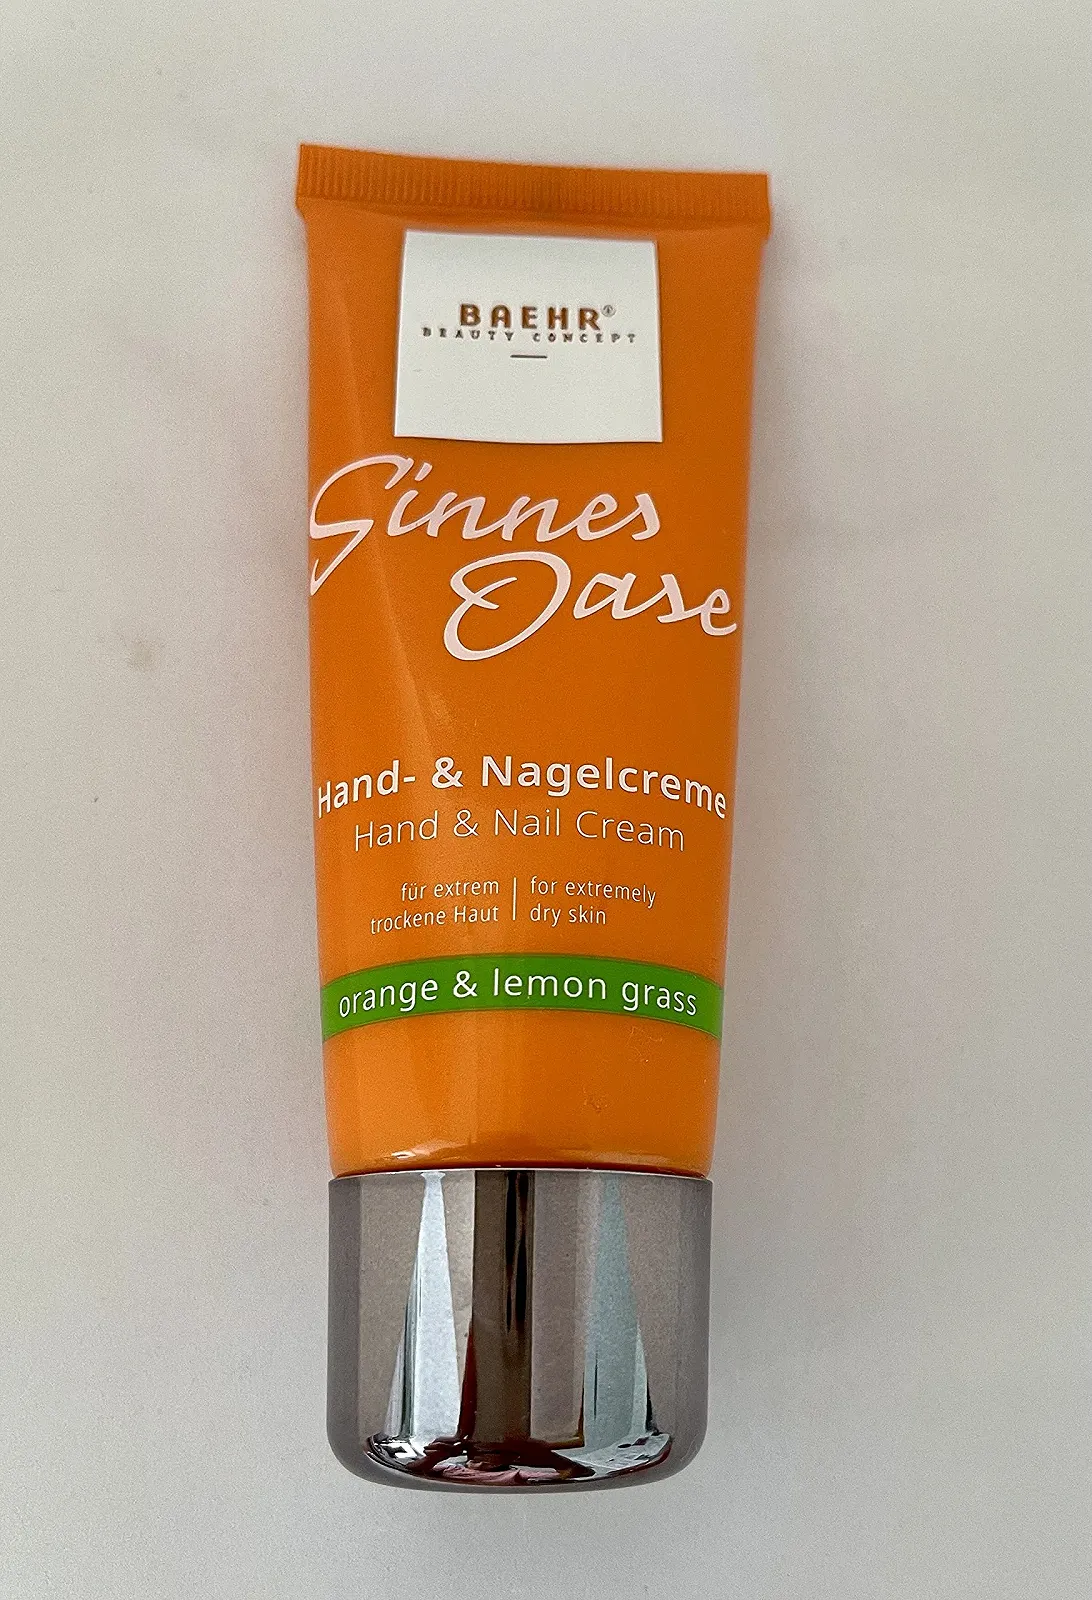 BAEHR®
BEAUTY CONCEPT
Sinnes
Oase
Hand- & Nagelcreme
Hand & Nail Cream
für extrem | for extremely
trockene Haut | dry skin
orange & lemon grass